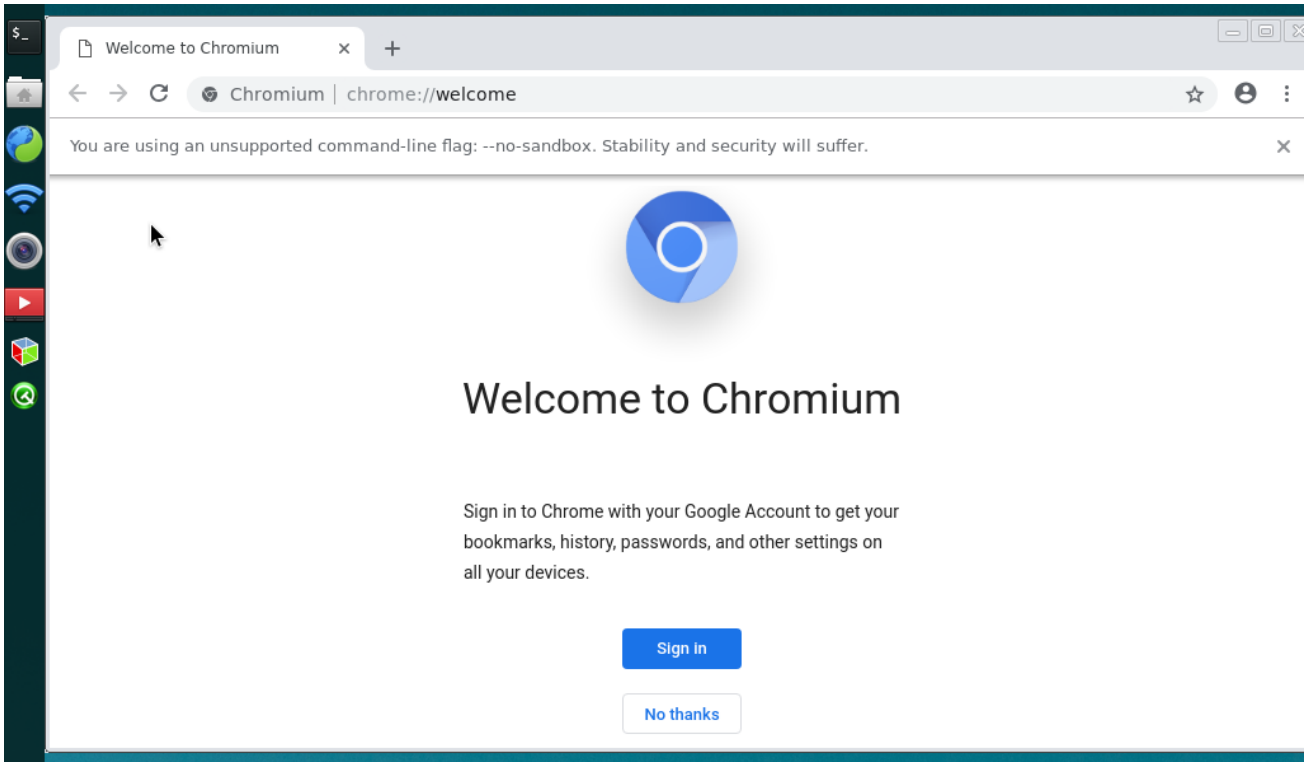 $_
Welcome to Chromium
Chromium | chrome://welcome
You are using an unsupported command-line flag: --no-sandbox. Stability and security will suffer.
Welcome to Chromium
Sign in to Chrome with your Google Account to get your
bookmarks, history, passwords, and other settings on
all your devices.
Sign in
No thanks